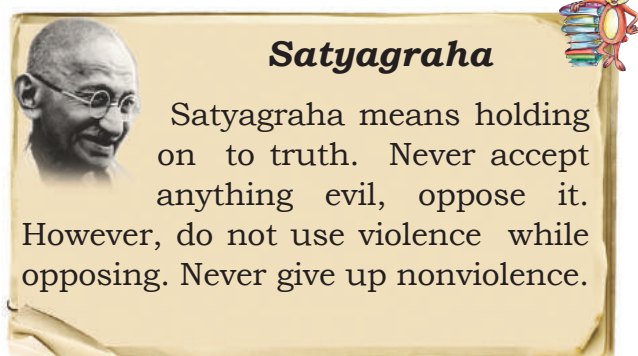 Satyagraha
Satyagraha means holding
on to truth. Never accept
anything evil, oppose it.
However, do not use violence while
opposing. Never give up nonviolence.